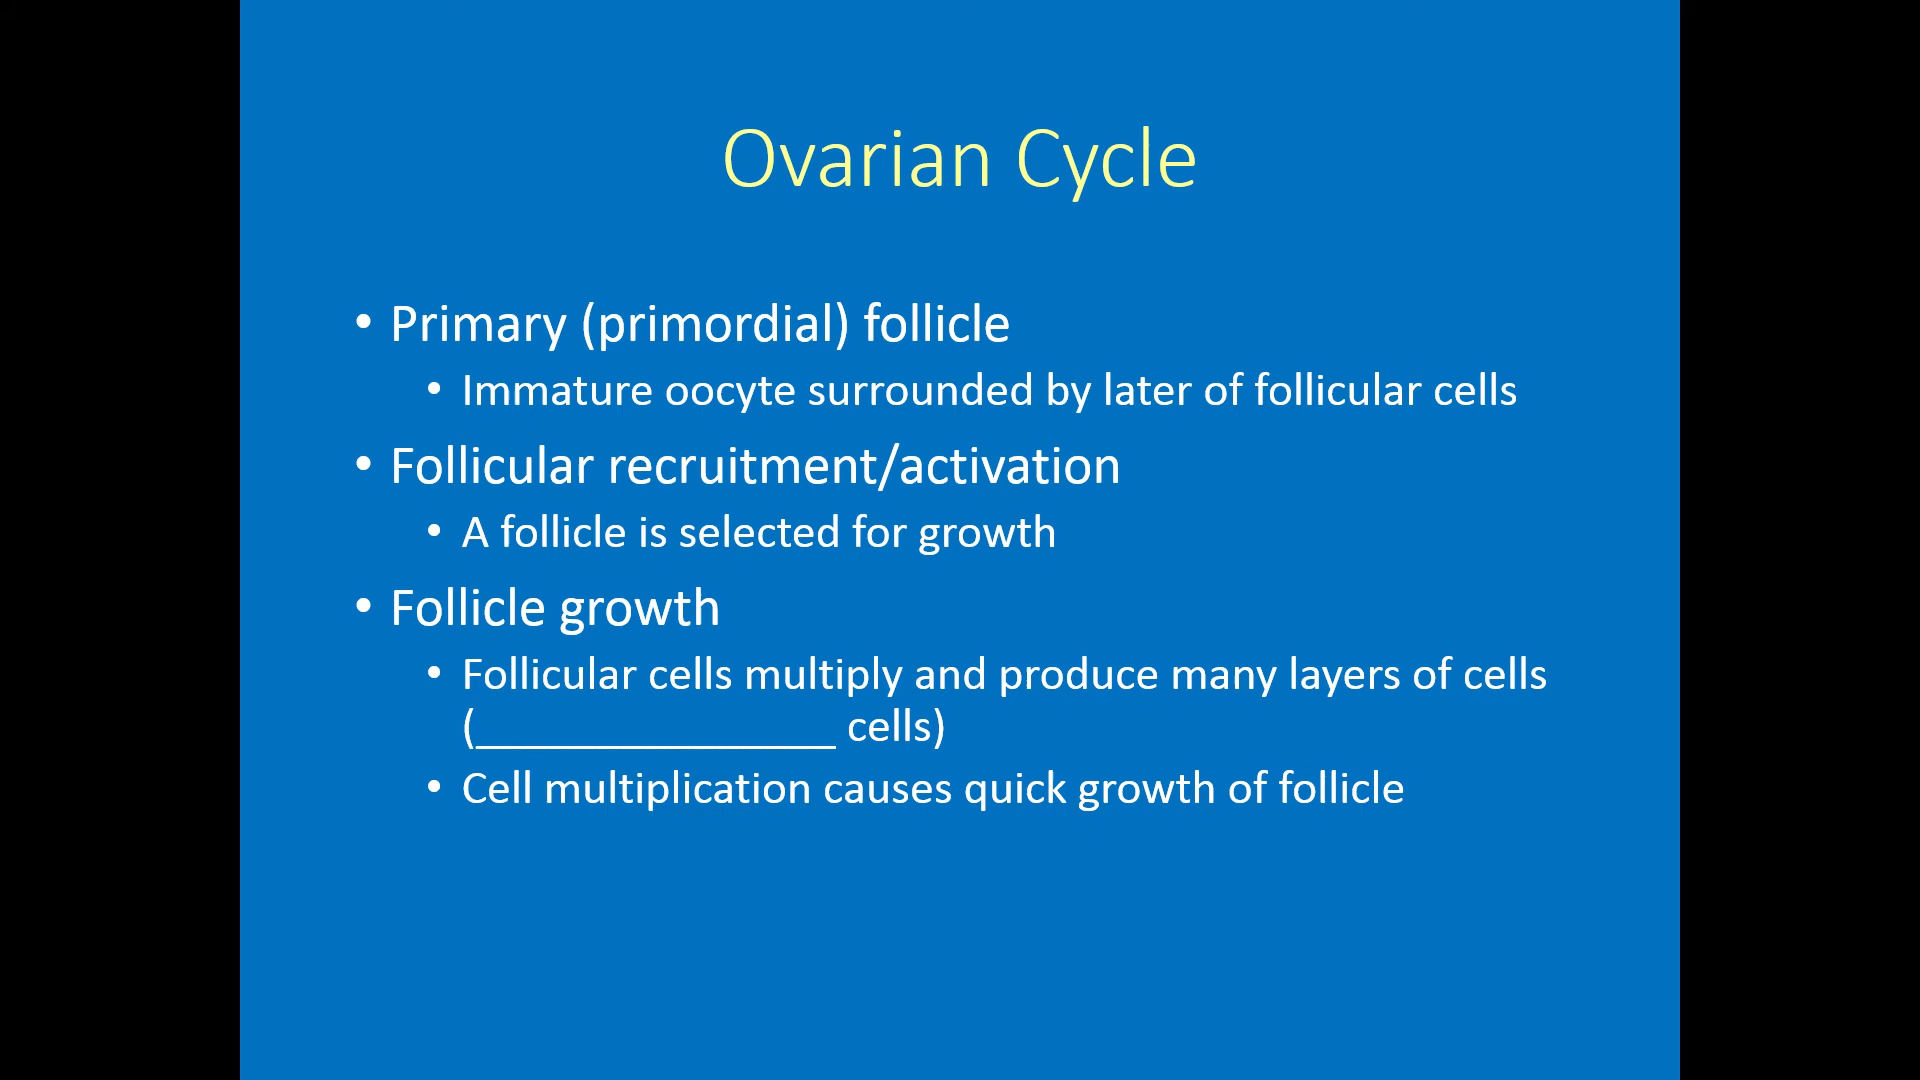 Ovarian Cycle
• Primary (primordial) follicle
• Immature oocyte surrounded by later of follicular cells
• Follicular recruitment/activation
• A follicle is selected for growth
• Follicle growth
• Follicular cells multiply and produce many layers of cells
(________________ cells)
• Cell multiplication causes quick growth of follicle